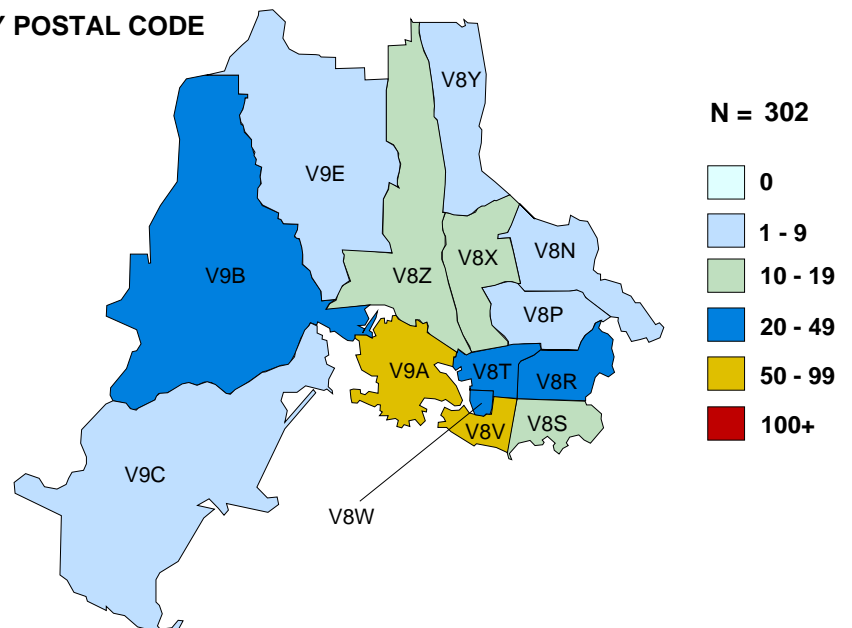 Y POSTAL CODE
V8Y
N = 302
V9E
0
1 - 9
V8N
V9B
V8Z
V8X
10 - 19
V8P
20 - 49
V9A
V8T
V8R
50 - 99
V8V
V8S
100+
V9C
V8W